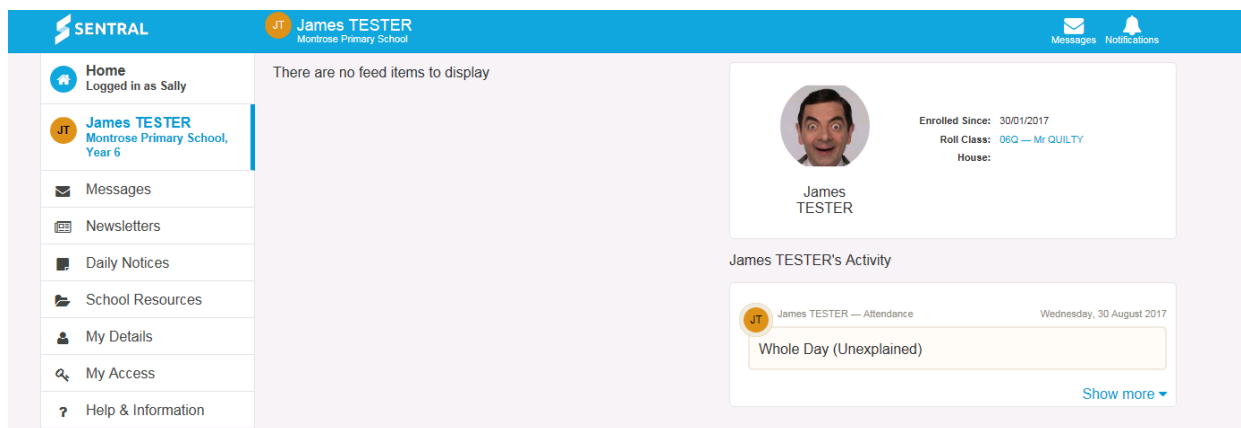 SENTRAL
JT James TESTER
Montrose Primary School
Messages Notifications
Home
Logged in as Sally
JT James TESTER
Montrose Primary School,
Year 6
Messages
Newsletters
Daily Notices
School Resources
My Details
My Access
? Help & Information
There are no feed items to display
Enrolled Since: 30/01/2017
Roll Class: 06Q — Mr QUILTY
House:
James
TESTER
James TESTER's Activity
JT James TESTER — Attendance Wednesday, 30 August 2017
Whole Day (Unexplained)
Show more